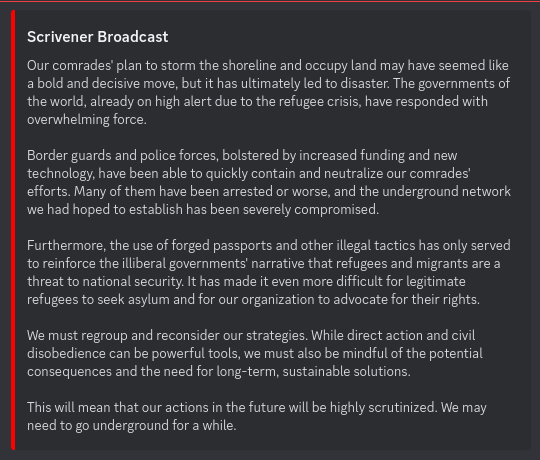 Scrivener Broadcast
Our comrades' plan to storm the shoreline and occupy land may have seemed like
a bold and decisive move, but it has ultimately led to disaster. The governments of
the world, already on high alert due to the refugee crisis, have responded with
overwhelming force.
Border guards and police forces, bolstered by increased funding and new
technology, have been able to quickly contain and neutralize our comrades'
efforts. Many of them have been arrested or worse, and the underground network
we had hoped to establish has been severely compromised.
Furthermore, the use of forged passports and other illegal tactics has only served
to reinforce the illiberal governments' narrative that refugees and migrants are a
threat to national security. It has made it even more difficult for legitimate
refugees to seek asylum and for our organization to advocate for their rights.
We must regroup and reconsider our strategies. While direct action and civil
disobedience can be powerful tools, we must also be mindful of the potential
consequences and the need for long-term, sustainable solutions.
This will mean that our actions in the future will be highly scrutinized. We may
need to go underground for a while.